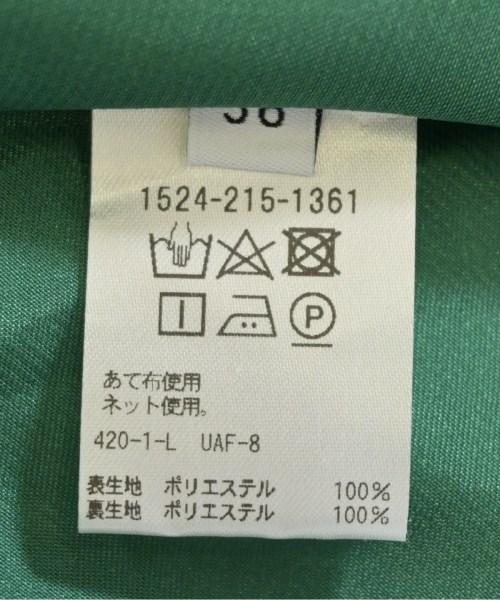 38
1524-215-1361
P
あて布使用
ネット使用。
420-1-L UAF-8
表生地 ポリエステル 100%
裏生地 ポリエステル 100%